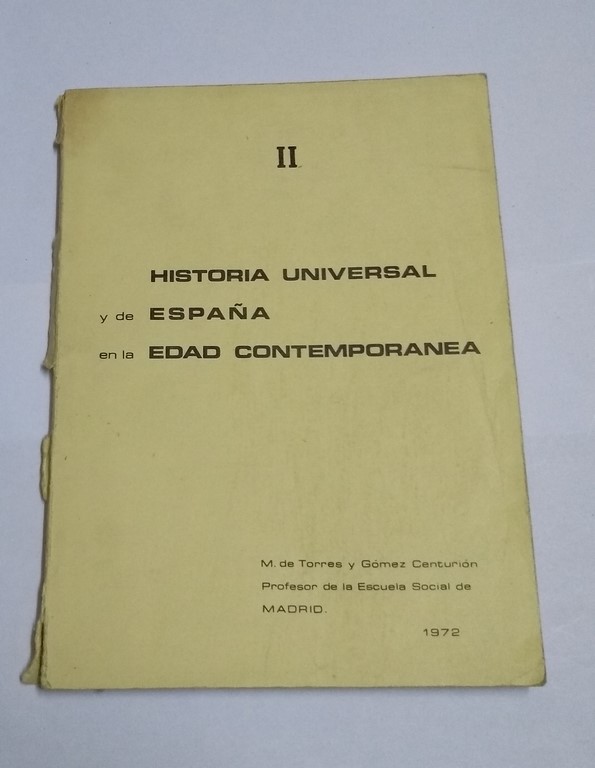 II
HISTORIA UNIVERSAL
y de ESPAÑA
en la EDAD CONTEMPORANEA
M. de Torres y Gómez Centurión
Profesor de la Escuela Social de
MADRID.
1972